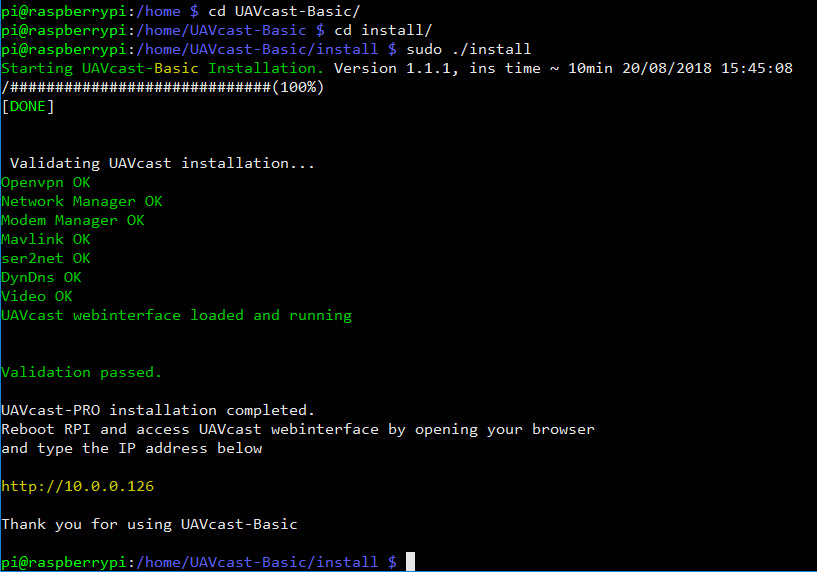 pi@raspberrypi:/home $ cd UAVcast-Basic/
pi@raspberrypi:/home/UAVcast-Basic $ cd install/
pi@raspberrypi:/home/UAVcast-Basic/install $ sudo ./install
Starting UAVcast-Basic Installation. Version 1.1.1, ins time ~ 10min 20/08/2018 15:45:08
/#############################(100%)
[DONE]
Validating UAVcast installation...
Openvpn OK
Network Manager OK
Modem Manager OK
Mavlink OK
ser2net OK
DynDns OK
Video OK
UAVcast webinterface loaded and running
Validation passed.
UAVcast-PRO installation completed.
Reboot RPI and access UAVcast webinterface by opening your browser
and type the IP address below
http://10.0.0.126
Thank you for using UAVcast-Basic
pi@raspberrypi:/home/UAVcast-Basic/install $